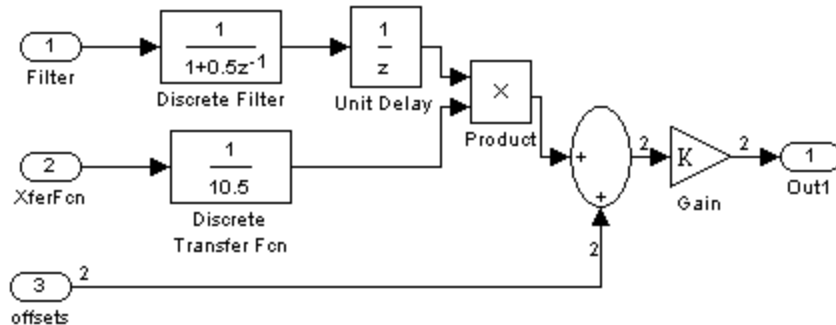 1
Filter
1
1+0.5z-1
Discrete Filter
1
z
Unit Delay
×
Product
2
XferFcn
1
10.5
Discrete
Transfer Fcn
+
+
2
K
Gain
2
1
Out1
2
3
2
offsets